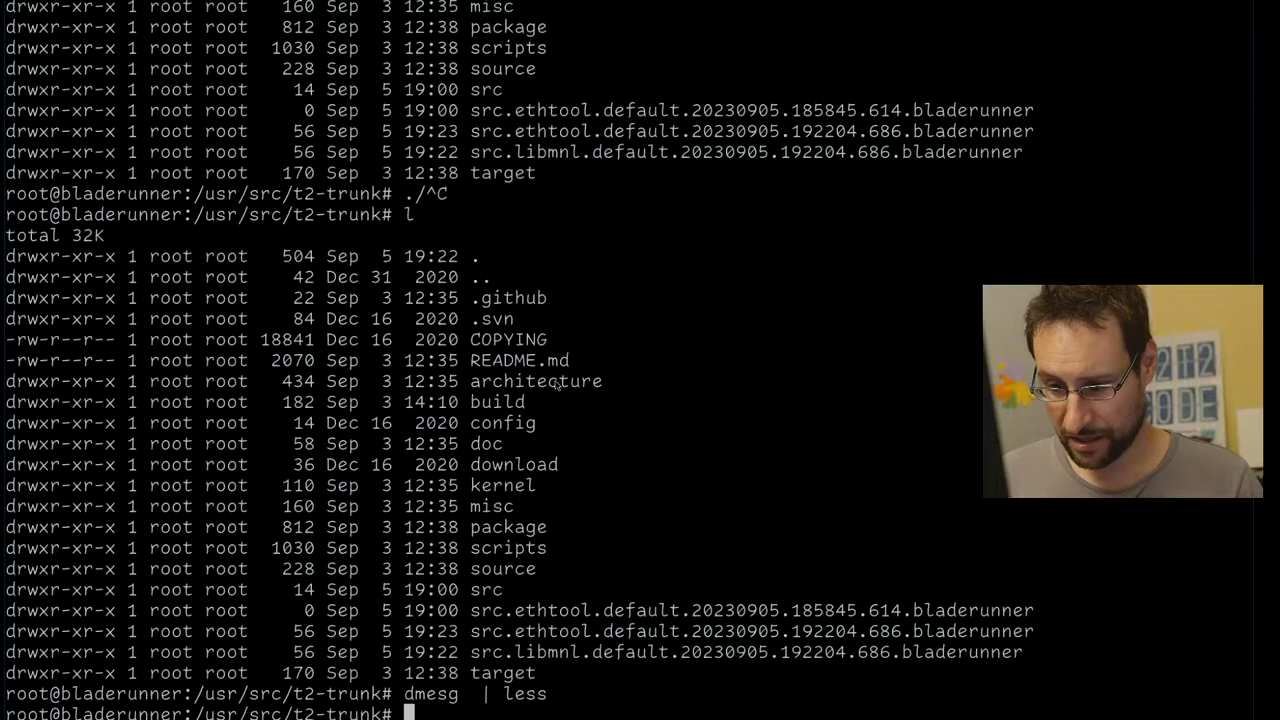 drwxr-xr-x 1 root root   160 Sep  3 12:35 misc
drwxr-xr-x 1 root root   812 Sep  3 12:38 package
drwxr-xr-x 1 root root  1030 Sep  3 12:38 scripts
drwxr-xr-x 1 root root   228 Sep  3 12:38 source
drwxr-xr-x 1 root root    14 Sep  5 19:00 src
drwxr-xr-x 1 root root     0 Sep  5 19:00 src.ethtool.default.20230905.185845.614.bladerunner
drwxr-xr-x 1 root root    56 Sep  5 19:23 src.ethtool.default.20230905.192204.686.bladerunner
drwxr-xr-x 1 root root    56 Sep  5 19:22 src.libmnl.default.20230905.192204.686.bladerunner
drwxr-xr-x 1 root root   170 Sep  3 12:38 target
root@bladerunner:/usr/src/t2-trunk# ./^C
root@bladerunner:/usr/src/t2-trunk# l
total 32K
drwxr-xr-x 1 root root   504 Sep  5 19:22 .
drwxr-xr-x 1 root root    42 Dec 31  2020 ..
drwxr-xr-x 1 root root    22 Sep  3 12:35 .github
drwxr-xr-x 1 root root    84 Dec 16  2020 .svn
-rw-r--r-- 1 root root 18841 Dec 16  2020 COPYING
-rw-r--r-- 1 root root  2070 Sep  3 12:35 README.md
drwxr-xr-x 1 root root   434 Sep  3 12:35 architecture
drwxr-xr-x 1 root root   182 Sep  3 14:10 build
drwxr-xr-x 1 root root    14 Dec 16  2020 config
drwxr-xr-x 1 root root    58 Sep  3 12:35 doc
drwxr-xr-x 1 root root    36 Dec 16  2020 download
drwxr-xr-x 1 root root   110 Sep  3 12:35 kernel
drwxr-xr-x 1 root root   160 Sep  3 12:35 misc
drwxr-xr-x 1 root root   812 Sep  3 12:38 package
drwxr-xr-x 1 root root  1030 Sep  3 12:38 scripts
drwxr-xr-x 1 root root   228 Sep  3 12:38 source
drwxr-xr-x 1 root root    14 Sep  5 19:00 src
drwxr-xr-x 1 root root     0 Sep  5 19:00 src.ethtool.default.20230905.185845.614.bladerunner
drwxr-xr-x 1 root root    56 Sep  5 19:23 src.ethtool.default.20230905.192204.686.bladerunner
drwxr-xr-x 1 root root    56 Sep  5 19:22 src.libmnl.default.20230905.192204.686.bladerunner
drwxr-xr-x 1 root root   170 Sep  3 12:38 target
root@bladerunner:/usr/src/t2-trunk# dmesg  | less
root@bladerunner:/usr/src/t2-trunk#